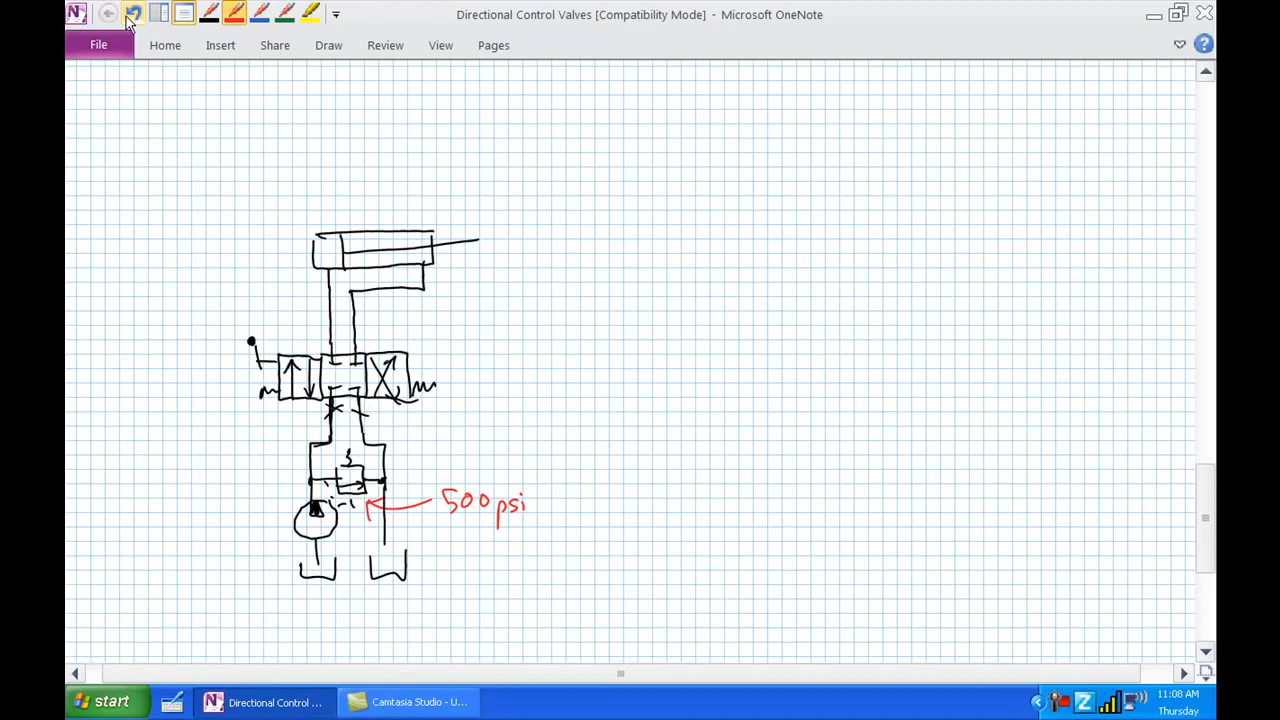 Directional Control Valves [Compatibility Mode] - Microsoft OneNote
File Home Insert Share Draw Review View Pages
500 psi
start
Directional Control ...
Camtasia Studio - U...
11:08 AM
Thursday